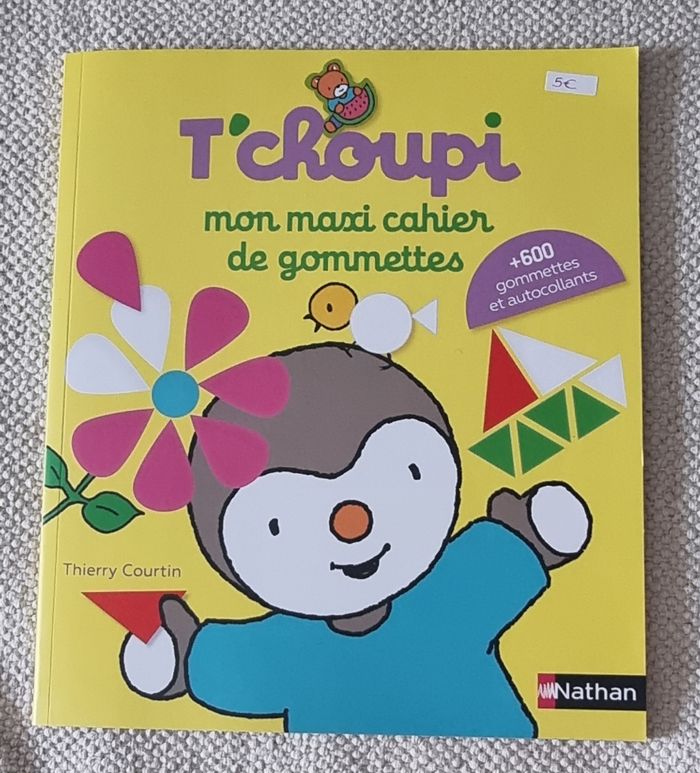 5€
T'choupi
mon maxi cahier
de gommettes
+600
gommettes
et autocollants
Thierry Courtin
Nathan